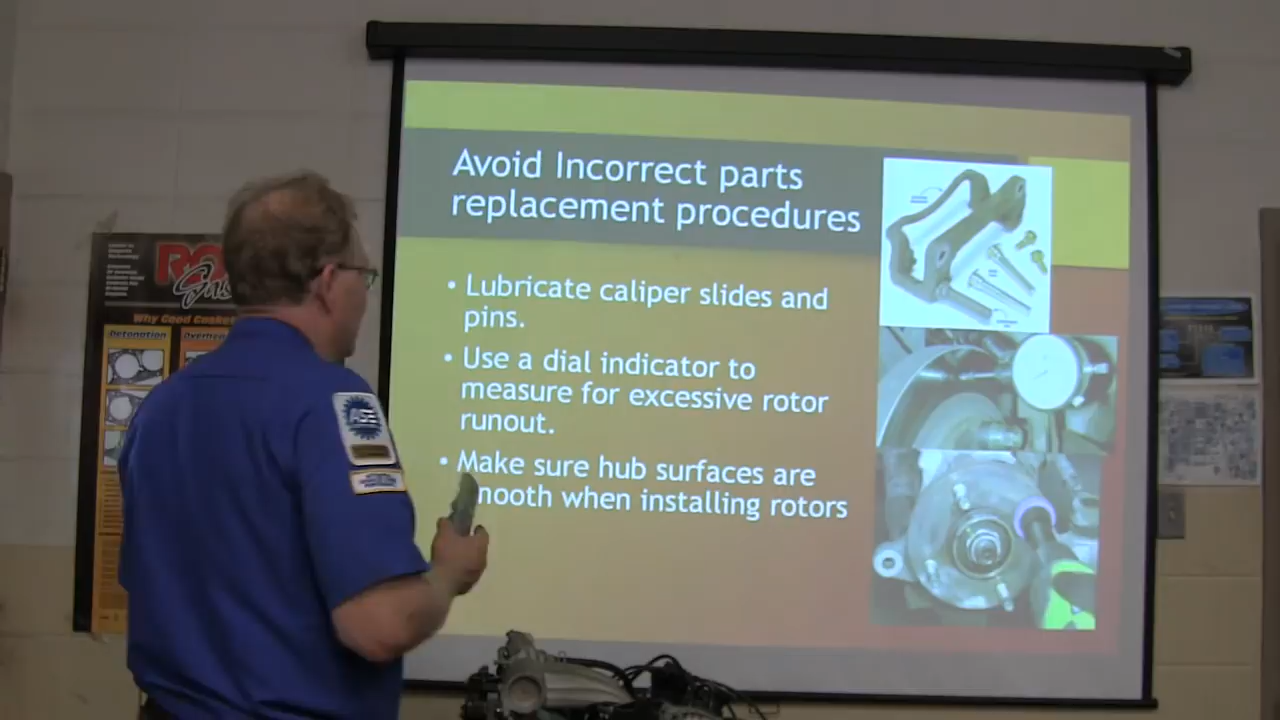 Avoid Incorrect parts
replacement procedures
• Lubricate caliper slides and
pins.
• Use a dial indicator to
measure for excessive rotor
runout.
• Make sure hub surfaces are
mooth when installing rotors
Why Good Gaskets
Detonation
ASE